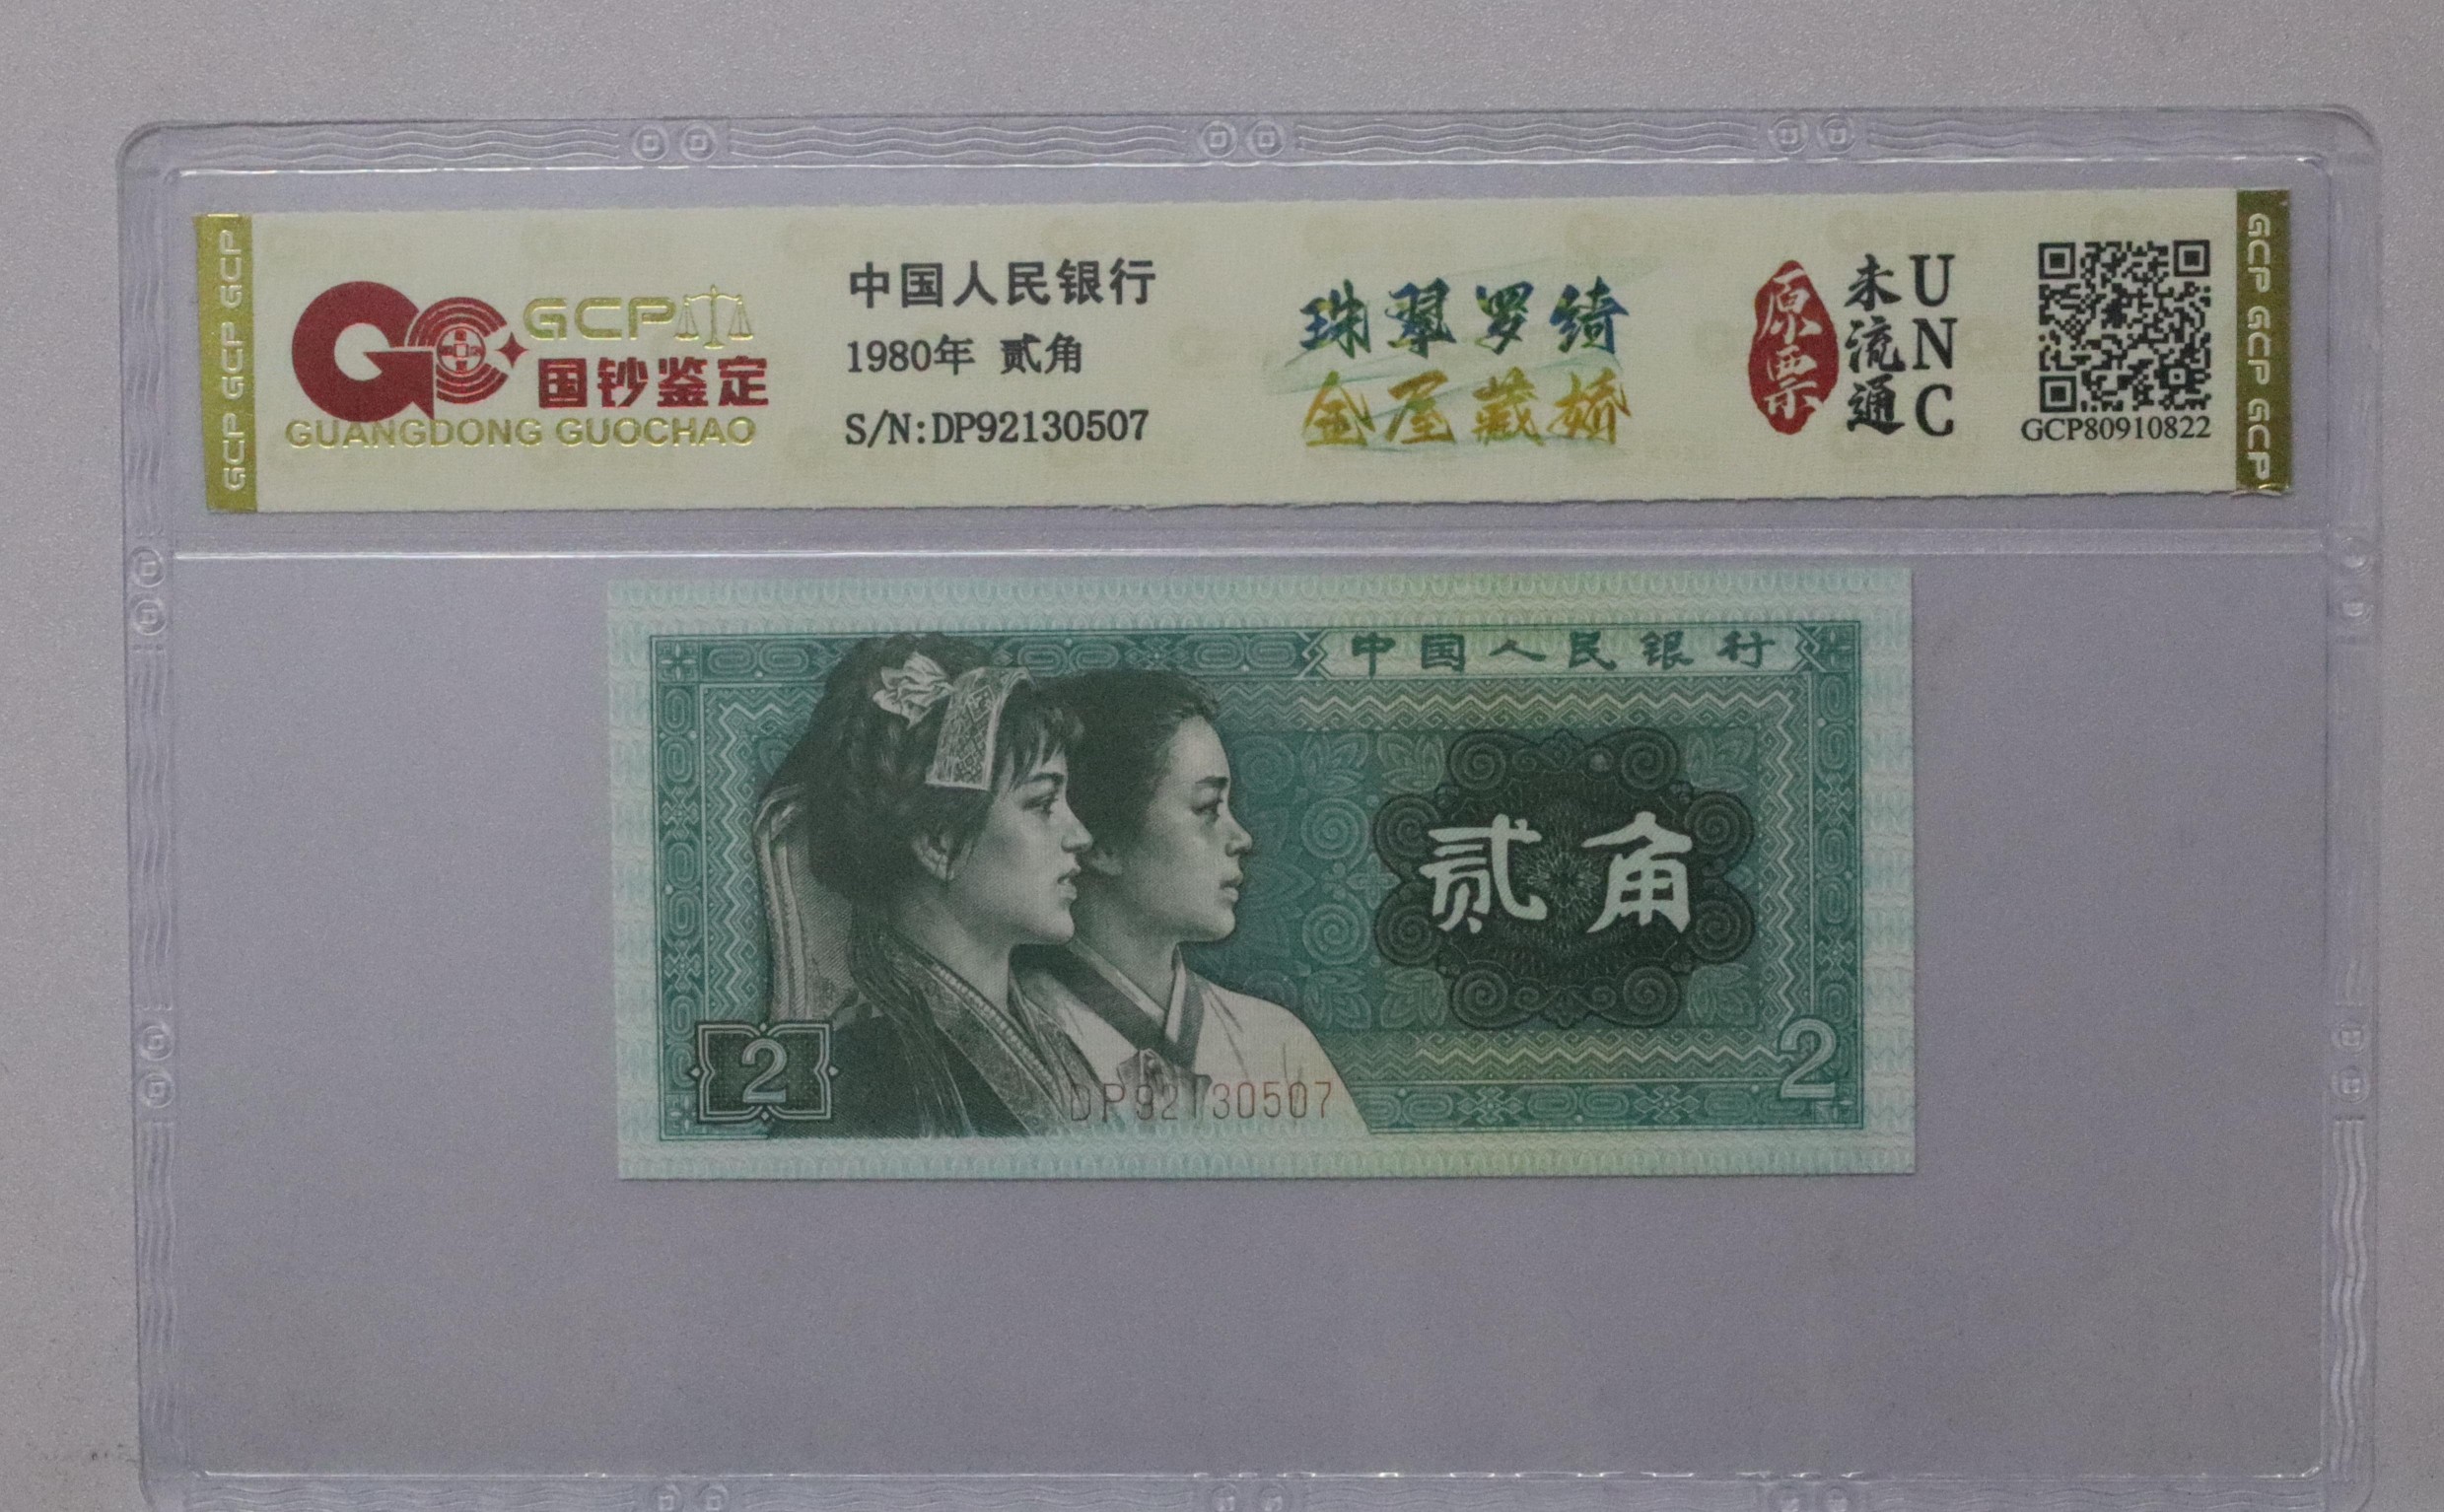 GCP GCP GCP
GCP
国钞鉴定
GUANGDONG GUOCHAO
中国人民银行
1980年 贰角
S/N:DP92130507
珠翠罗绮
金屋藏娇
原票
未流通
UNC
GCP80910822
GCP GCP GCP
中国人民银行
贰角
2
DP92130507
2